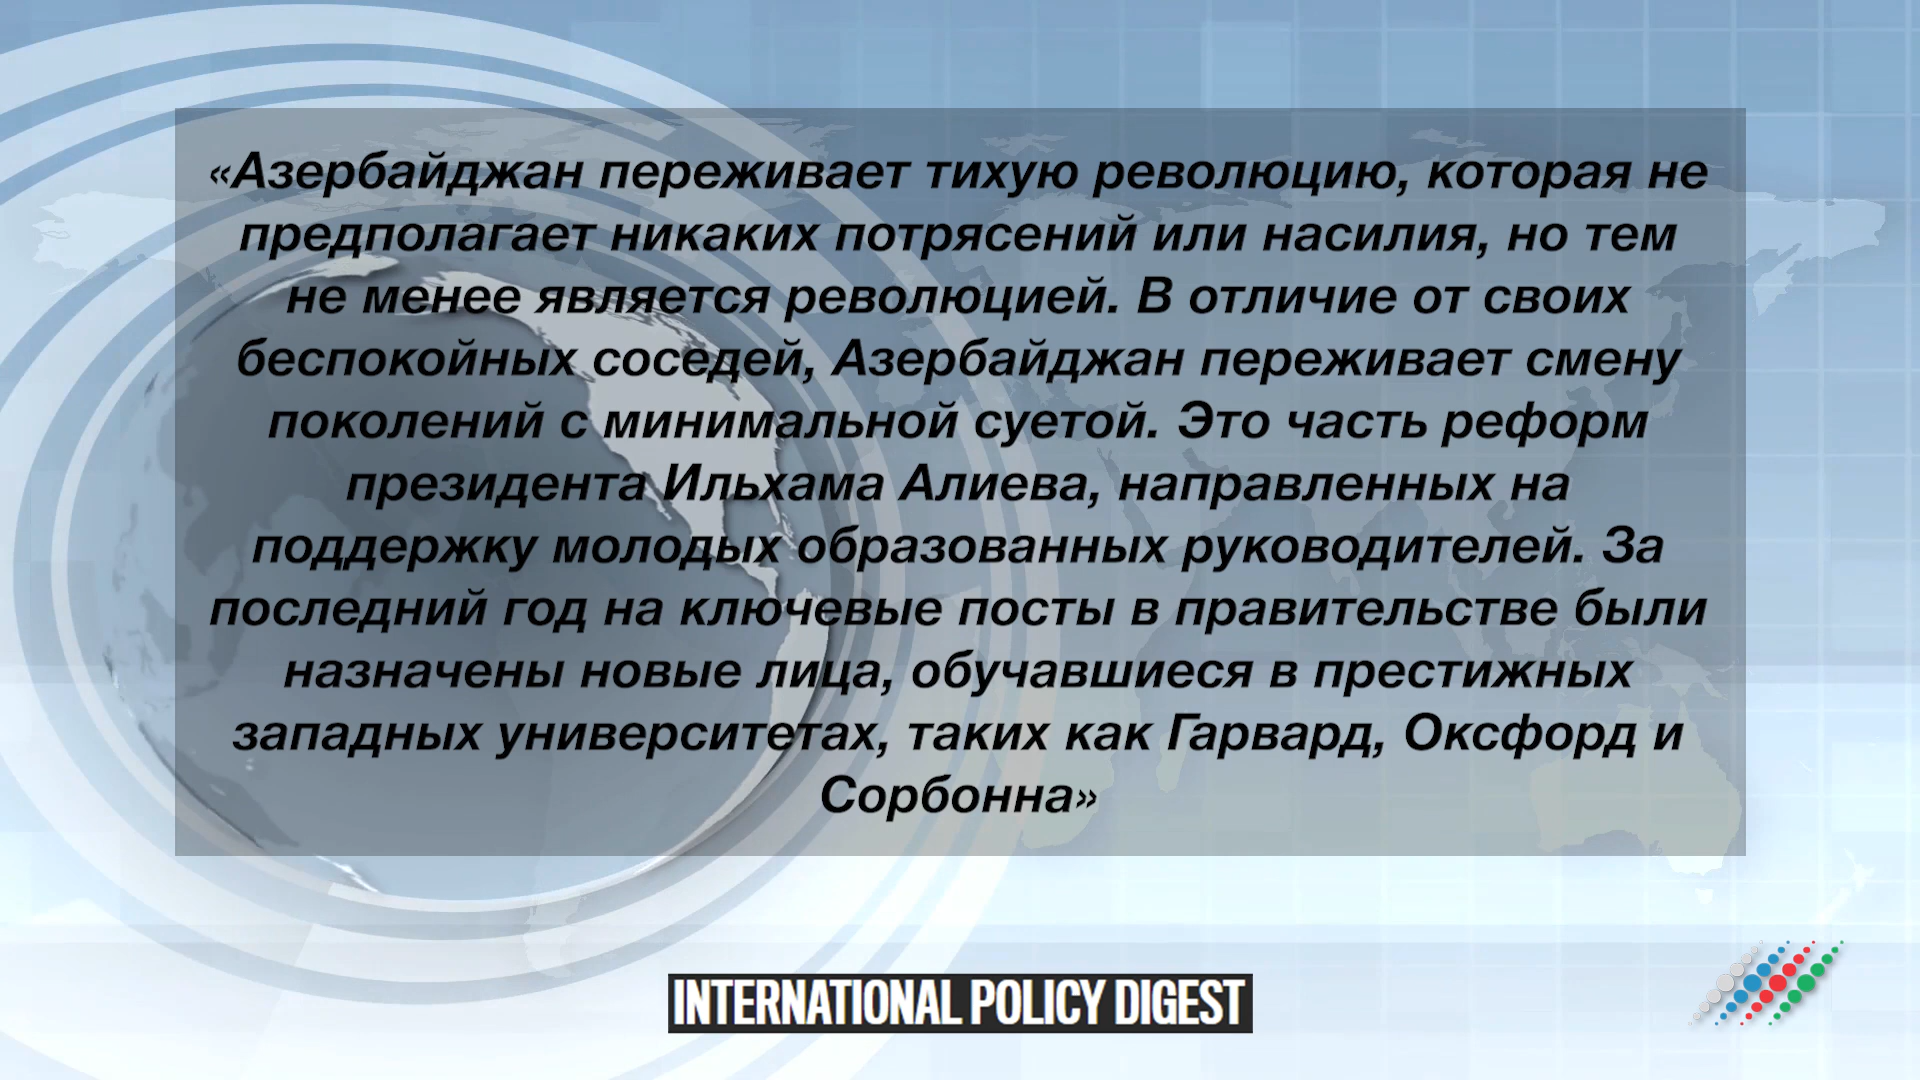 «Азербайджан переживает тихую революцию, которая не
предполагает никаких потрясений или насилия, но тем
не менее является революцией. В отличие от своих
беспокойных соседей, Азербайджан переживает смену
поколений с минимальной суетой. Это часть реформ
президента Ильхама Алиева, направленных на
поддержку молодых образованных руководителей. За
последний год на ключевые посты в правительстве были
назначены новые лица, обучавшиеся в престижных
западных университетах, таких как Гарвард, Оксфорд и
Сорбонна»
INTERNATIONAL POLICY DIGEST